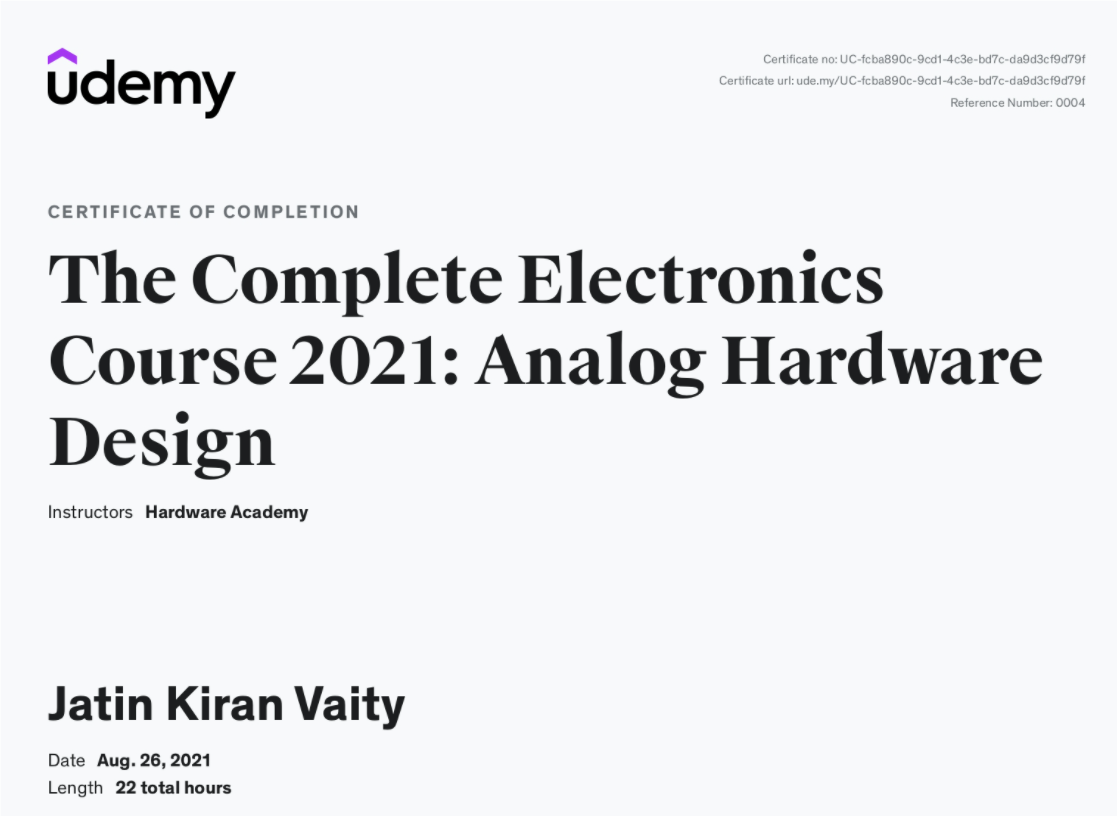 udemy
Certificate no: UC-fcba890c-9cd1-4c3e-bd7c-da9d3cf9d79f
Certificate url: ude.my/UC-fcba890c-9cd1-4c3e-bd7c-da9d3cf9d79f
Reference Number: 0004
CERTIFICATE OF COMPLETION
The Complete Electronics
Course 2021: Analog Hardware
Design
Instructors Hardware Academy
Jatin Kiran Vaity
Date Aug. 26, 2021
Length 22 total hours